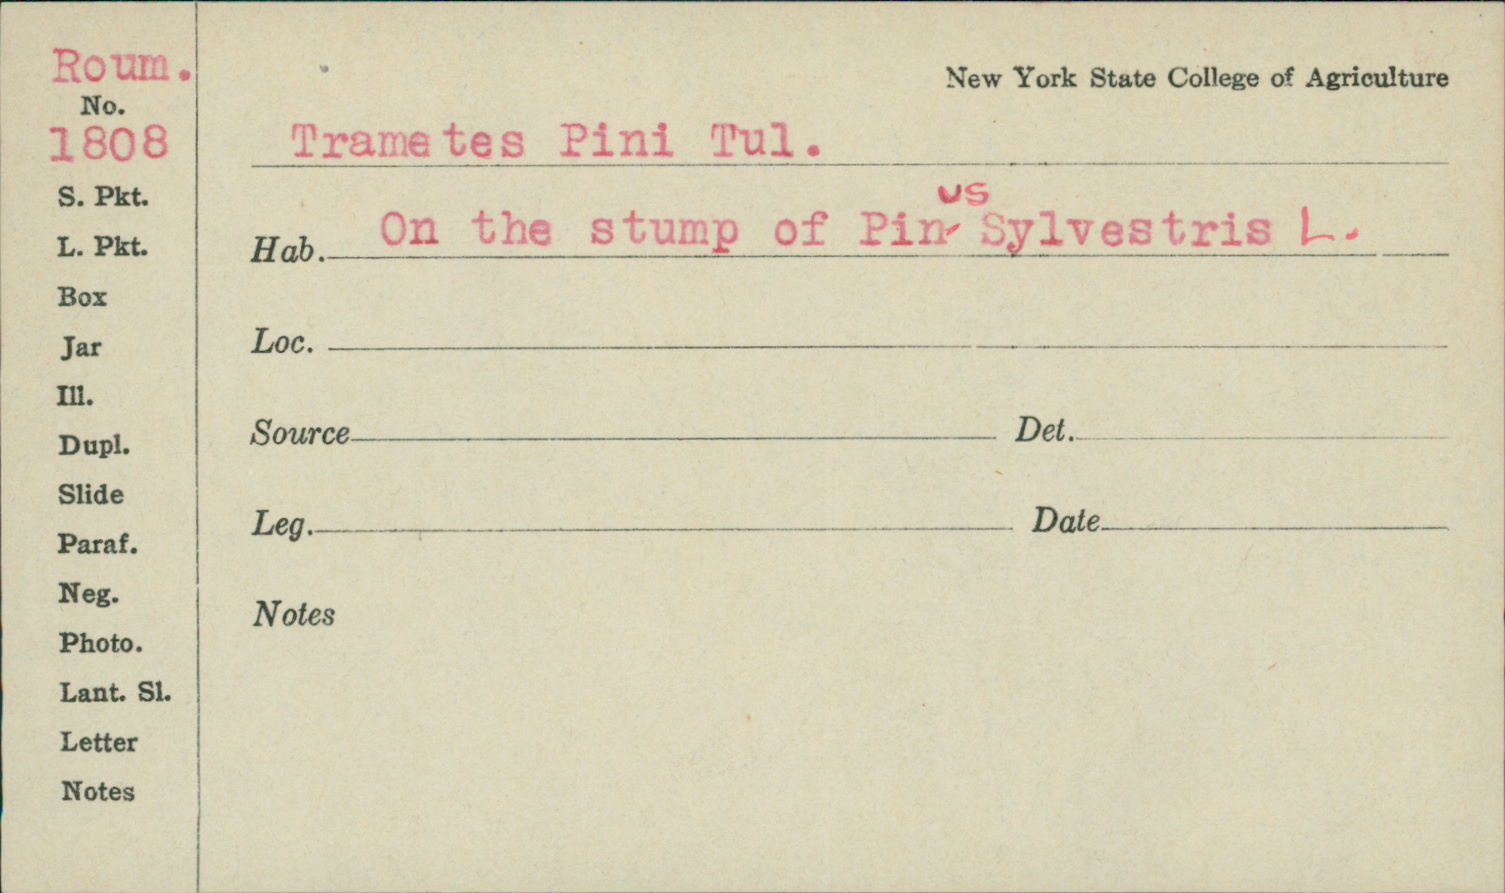 Roum.
No.
1808
S. Pkt.
L. Pkt.
Box
Jar
Ill.
Dupl.
Slide
Paraf.
Neg.
Photo.
Lant. Sl.
Letter
Notes
New York State College of Agriculture
Trametes Pini Tul.
Hab. On the stump of Pinus Sylvestris L.
Loc.
Source Det.
Leg. Date
Notes